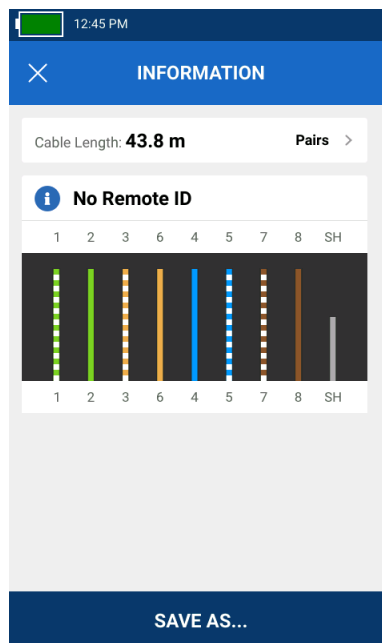 12:45 PM
INFORMATION
Cable Length: 43.8 m Pairs
i No Remote ID
1 2 3 6 4 5 7 8 SH
1 2 3 6 4 5 7 8 SH
SAVE AS...